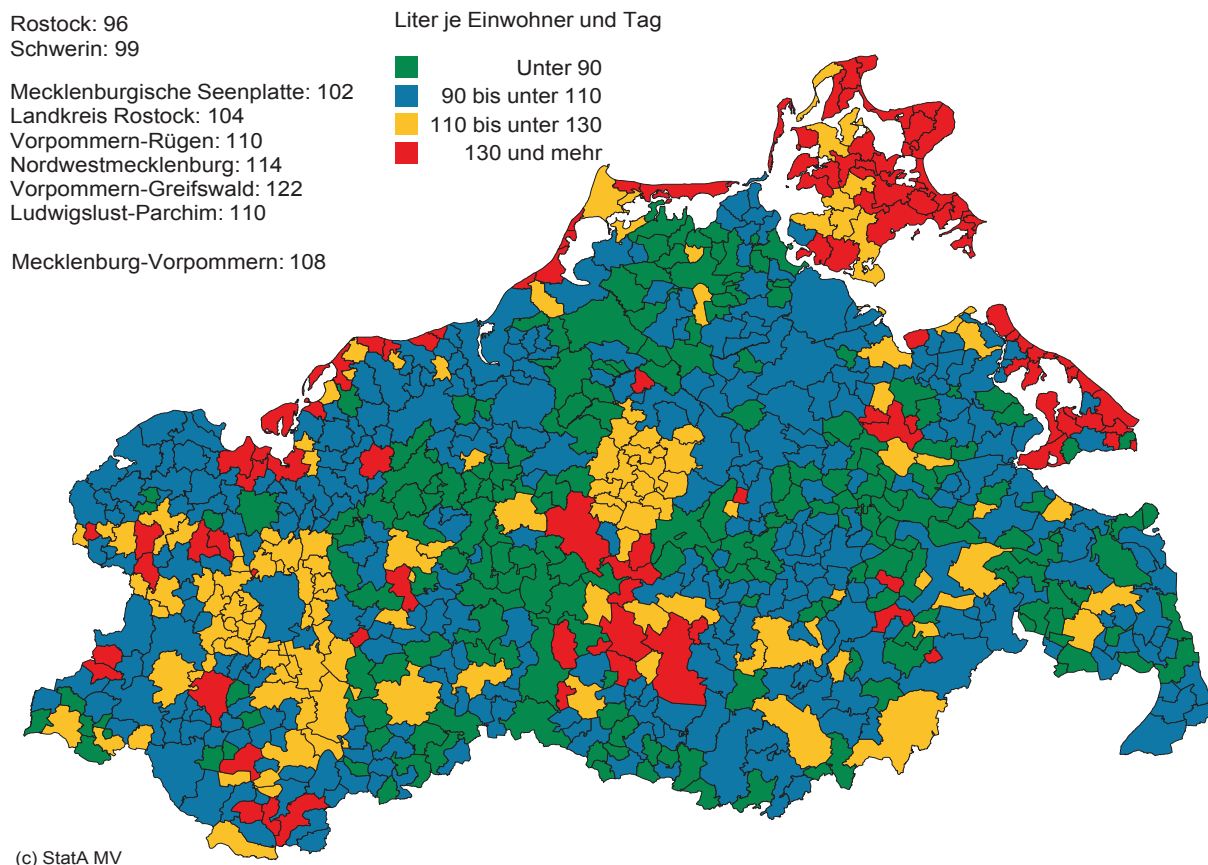 Rostock: 96
Schwerin: 99
Mecklenburgische Seenplatte: 102
Landkreis Rostock: 104
Vorpommern-Rügen: 110
Nordwestmecklenburg: 114
Vorpommern-Greifswald: 122
Ludwigslust-Parchim: 110
Mecklenburg-Vorpommern: 108
Liter je Einwohner und Tag
Unter 90
90 bis unter 110
110 bis unter 130
130 und mehr
(c) StatA MV